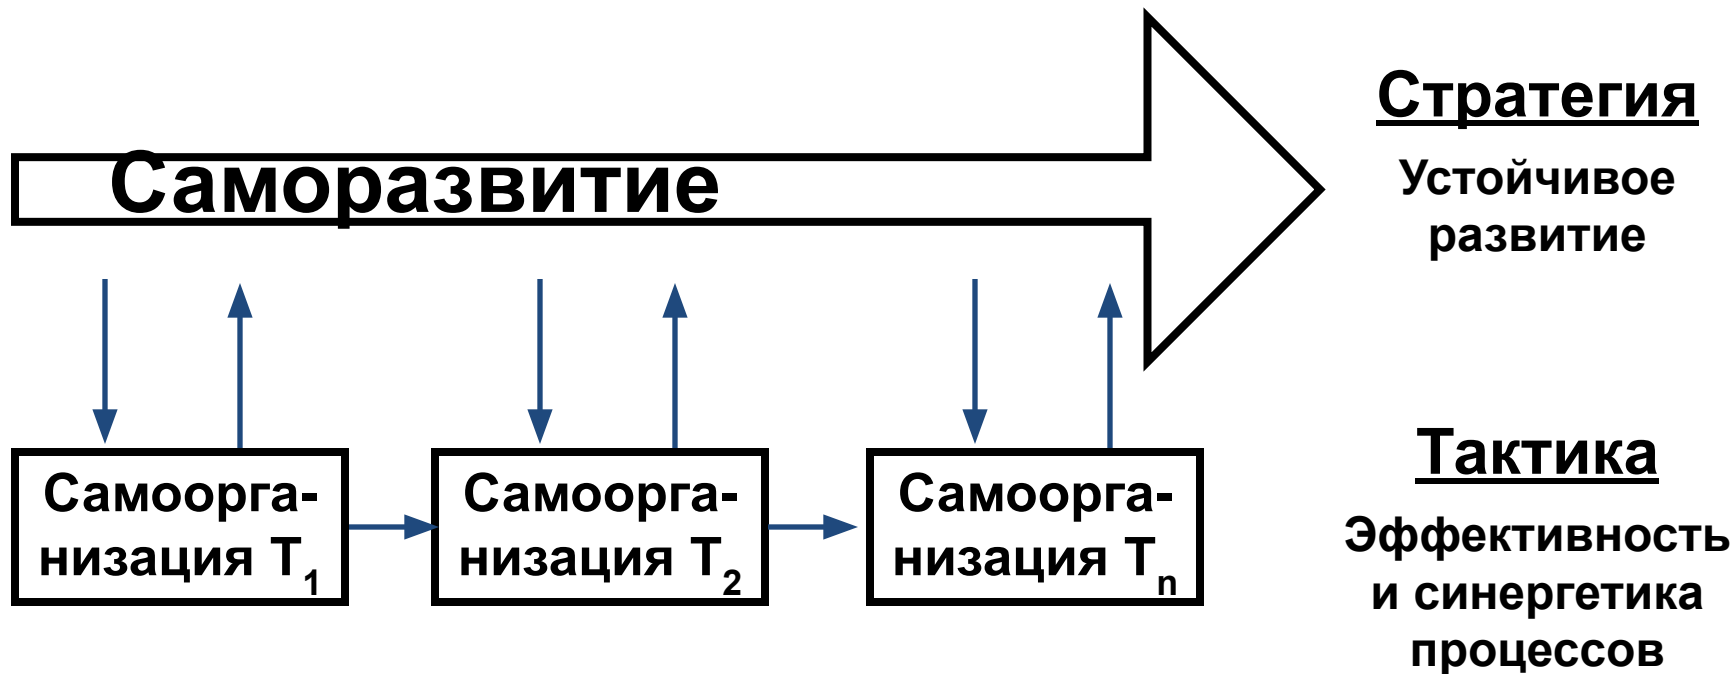 Саморазвитие
Стратегия
Устойчивое
развитие
Самоорга-
низация Т1
Самоорга-
низация Т2
Самоорга-
низация Тn
Тактика
Эффективность
и синергетика
процессов